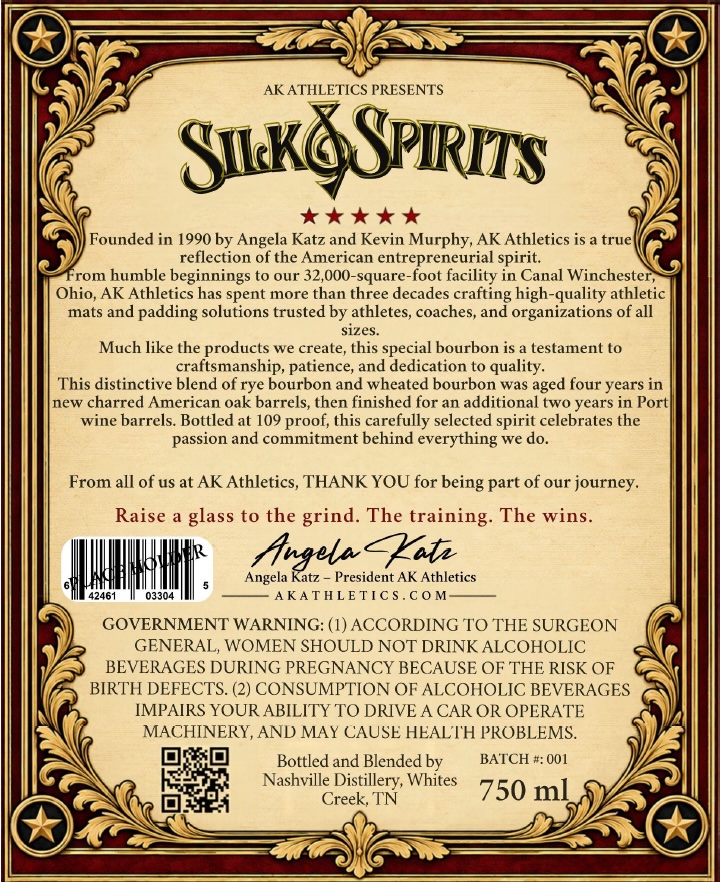 AK ATHLETICS PRESENTS
SILK & SPIRITS
Founded in 1990 by Angela Katz and Kevin Murphy, AK Athletics is a true
reflection of the American entrepreneurial spirit.
From humble beginnings to our 32,000-square-foot facility in Canal Winchester,
Ohio, AK Athletics has spent more than three decades crafting high-quality athletic
mats and padding solutions trusted by athletes, coaches, and organizations of all
sizes.
Much like the products we create, this special bourbon is a testament to
craftsmanship, patience, and dedication to quality.
This distinctive blend of rye bourbon and wheated bourbon was aged four years in
new charred American oak barrels, then finished for an additional two years in Port
wine barrels. Bottled at 109 proof, this carefully selected spirit celebrates the
passion and commitment behind everything we do.
From all of us at AK Athletics, THANK YOU for being part of our journey.
Raise a glass to the grind. The training. The wins.
PLACE HOLDER
6 42461 03304 5
Angela Katz
Angela Katz – President AK Athletics
AKATHLETICS.COM
GOVERNMENT WARNING: (1) ACCORDING TO THE SURGEON
GENERAL, WOMEN SHOULD NOT DRINK ALCOHOLIC
BEVERAGES DURING PREGNANCY BECAUSE OF THE RISK OF
BIRTH DEFECTS. (2) CONSUMPTION OF ALCOHOLIC BEVERAGES
IMPAIRS YOUR ABILITY TO DRIVE A CAR OR OPERATE
MACHINERY, AND MAY CAUSE HEALTH PROBLEMS.
Bottled and Blended by
Nashville Distillery, Whites
Creek, TN
BATCH #: 001
750 ml